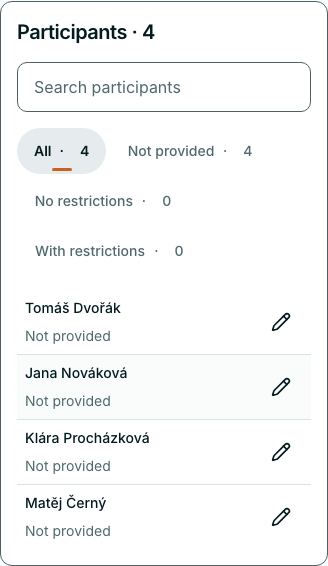 Participants · 4
Search participants
All · 4 Not provided · 4
No restrictions · 0
With restrictions · 0
Tomáš Dvořák
Not provided
Jana Nováková
Not provided
Klára Procházková
Not provided
Matěj Černý
Not provided